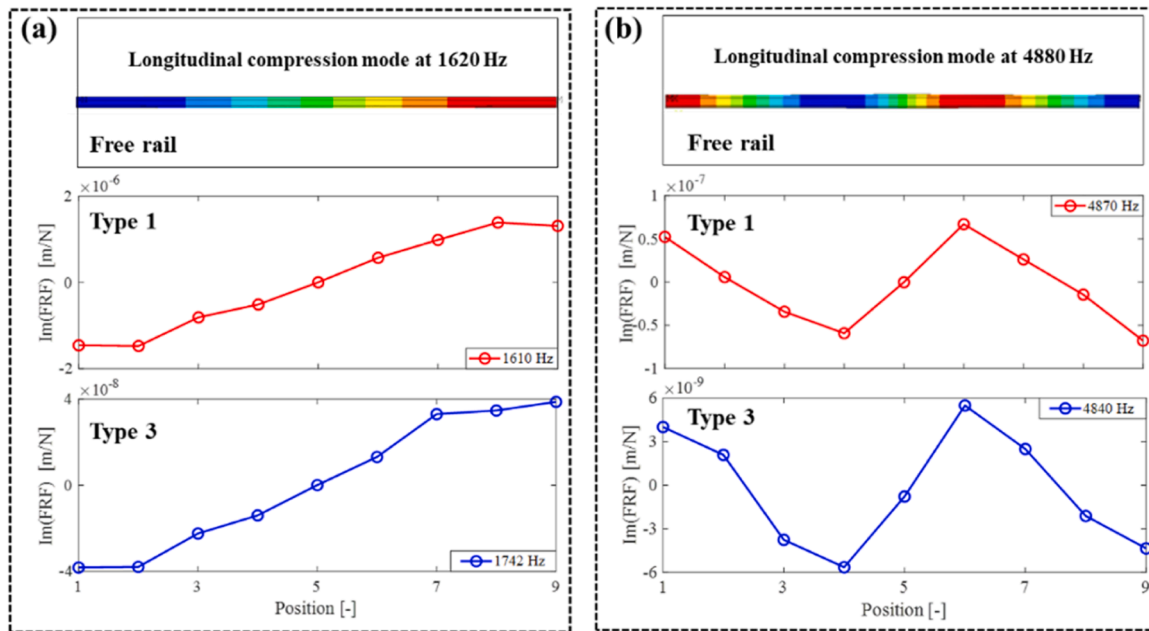 (a)
Longitudinal compression mode at 1620 Hz
Free rail
×10⁻⁶
Type 1
Im(FRF) [m/N]
2
0
-2
1610 Hz
×10⁻⁸
Type 3
Im(FRF) [m/N]
4
0
-4
1742 Hz
1 3 5 7 9
Position [-]
(b)
Longitudinal compression mode at 4880 Hz
Free rail
×10⁻⁷
Type 1
4870 Hz
Im(FRF) [m/N]
1
0.5
0
-0.5
-1
×10⁻⁹
Type 3
4840 Hz
Im(FRF) [m/N]
6
3
0
-3
-6
1 3 5 7 9
Position [-]